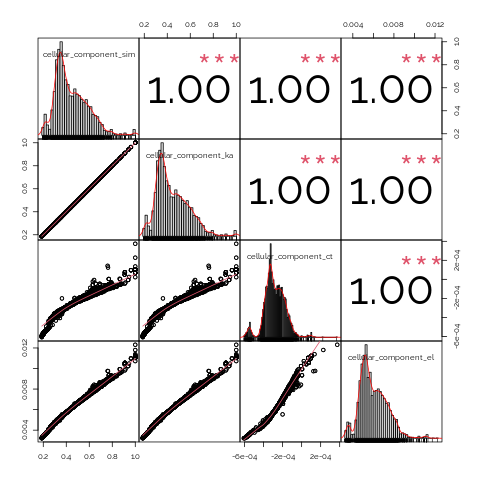 0.2 0.4 0.6 0.8 1.0
0.004 0.008 0.012
cellular_component_sim
***
1.00
***
1.00
***
1.00
0.2 0.4 0.6 0.8 1.0
0.2 0.4 0.6 0.8 1.0
cellular_component_ka
***
1.00
***
1.00
cellular_component_ct
***
1.00
-6e-04 -2e-04 2e-04
0.004 0.012
cellular_component_el
0.2 0.4 0.6 0.8 1.0
-6e-04 -2e-04 2e-04